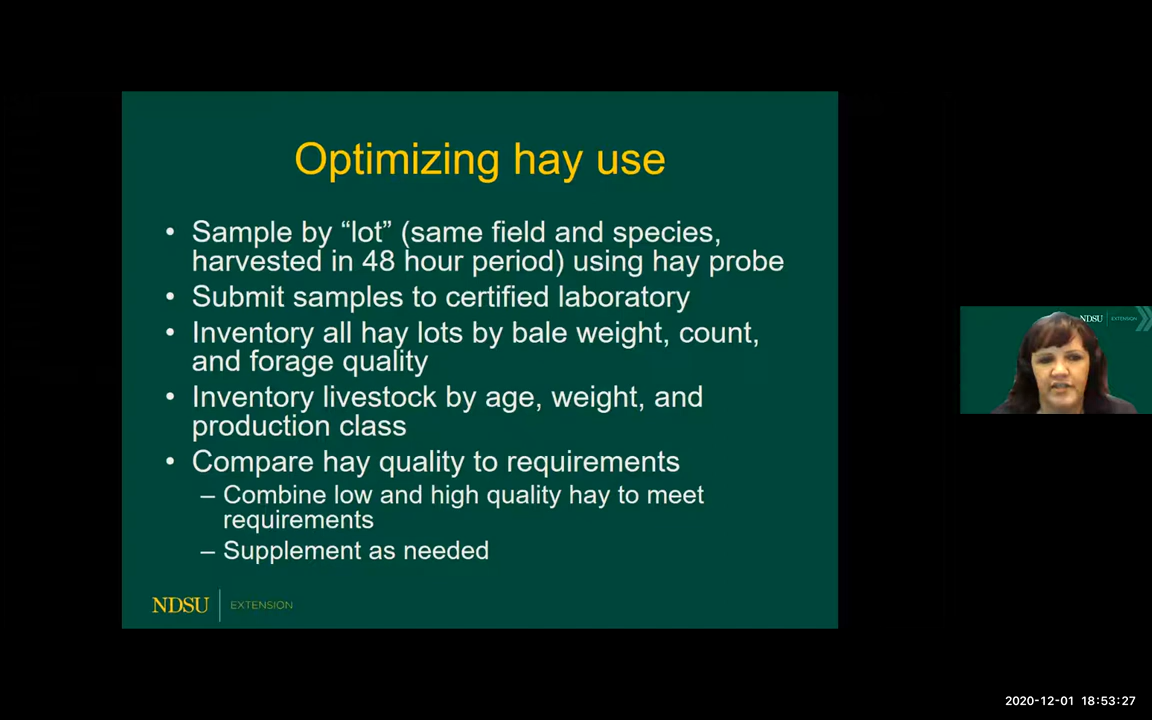 Optimizing hay use
• Sample by “lot” (same field and species,
harvested in 48 hour period) using hay probe
• Submit samples to certified laboratory
• Inventory all hay lots by bale weight, count,
and forage quality
• Inventory livestock by age, weight, and
production class
• Compare hay quality to requirements
– Combine low and high quality hay to meet
requirements
– Supplement as needed
NDSU EXTENSION
NDSU EXTENSION
2020-12-01 18:53:27